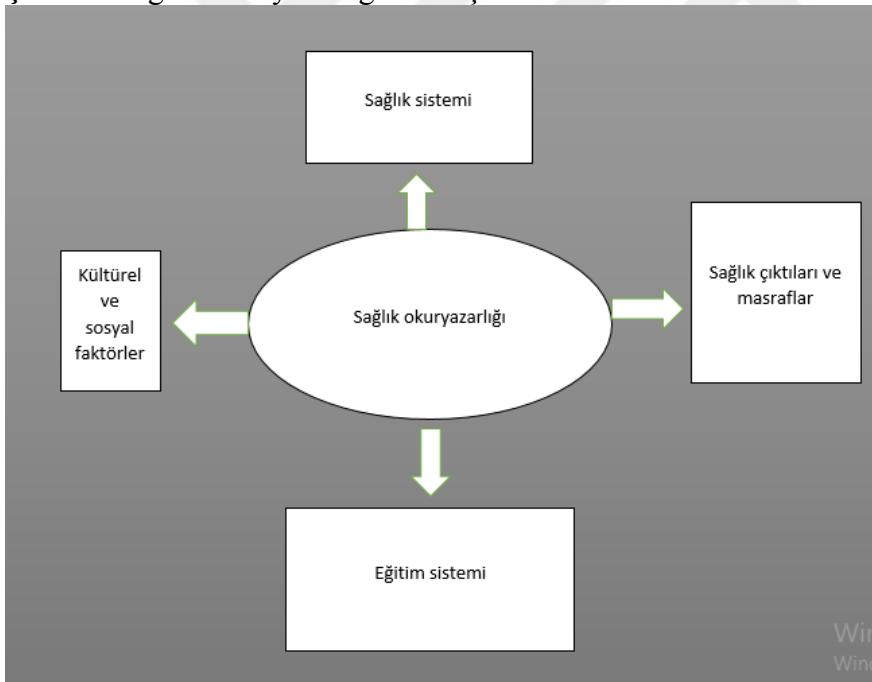 Sağlık sistemi
Kültürel
ve
sosyal
faktörler
Sağlık okuryazarlığı
Sağlık çıktıları ve
masraflar
Eğitim sistemi